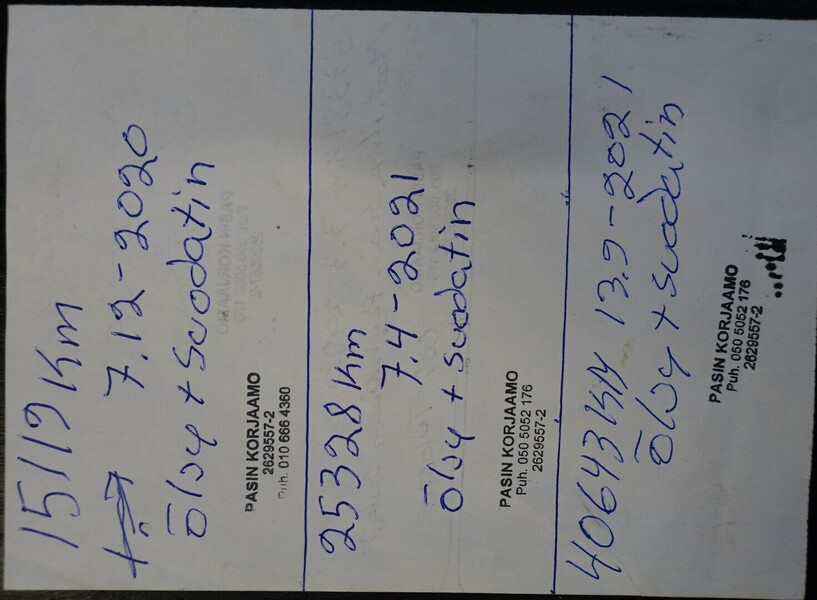 15119 Km
7.12-2020
Öljy + suodatin
PASIN KORJAAMO
2629557-2
Puh. 010 666 4360
25328 Km
7.4-2021
Öljy + suodatin
PASIN KORJAAMO
Puh. 050 5052 176
2629557-2
40643 KM 13.9-2021
Öljy + suodatin
PASIN KORJAAMO
Puh. 050 5052 176
2629557-2